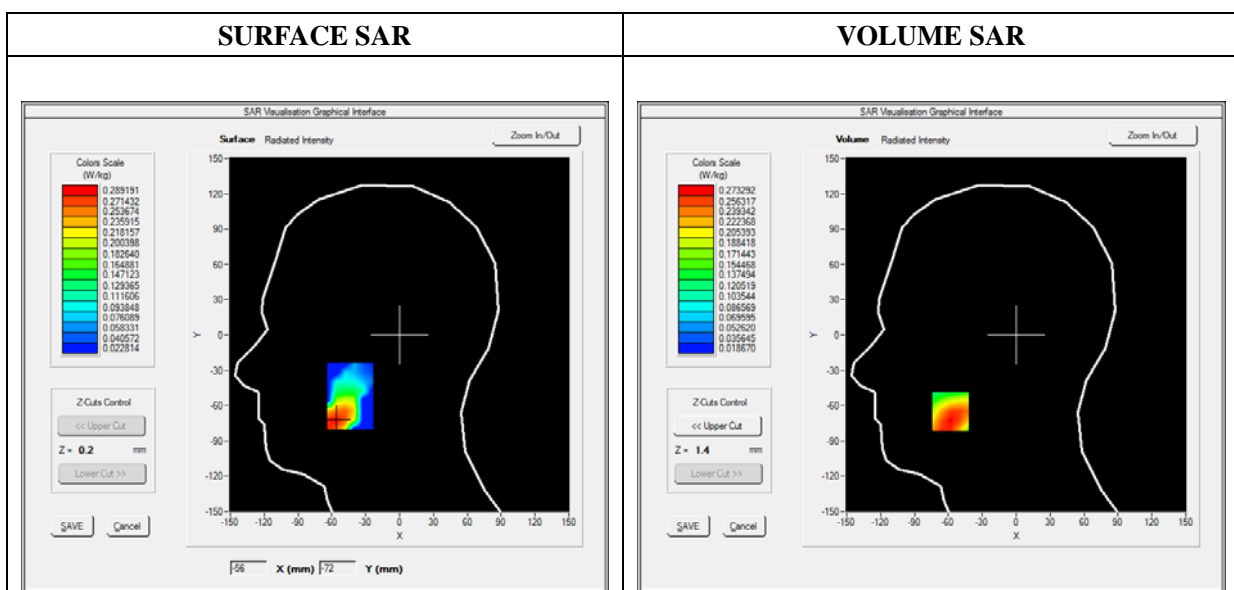 SURFACE SAR
VOLUME SAR
SAR Visualisation Graphical Interface
Surface Radiated Intensity
Zoom In/Out
Colors Scale
(W/kg)
0.289191
0.271432
0.253674
0.235915
0.218157
0.200398
0.182640
0.164881
0.147123
0.129365
0.111606
0.093848
0.076089
0.058331
0.040572
0.022814
Z-Cuts Control
<< Upper Cut
Z = 0.2 mm
Lower Cut >>
SAVE Cancel
150
120
90
60
30
0
-30
-60
-90
-120
-150
Y
-150 -120 -90 -60 -30 0 30 60 90 120 150
X
-56 X (mm) -72 Y (mm)
SAR Visualisation Graphical Interface
Volume Radiated Intensity
Zoom In/Out
Colors Scale
(W/kg)
0.273292
0.256317
0.239342
0.222368
0.205393
0.188418
0.171443
0.154468
0.137494
0.120519
0.103544
0.086569
0.069595
0.052620
0.035645
0.018670
Z-Cuts Control
<< Upper Cut
Z = 1.4 mm
Lower Cut >>
SAVE Cancel
150
120
90
60
30
0
-30
-60
-90
-120
-150
Y
-150 -120 -90 -60 -30 0 30 60 90 120 150
X